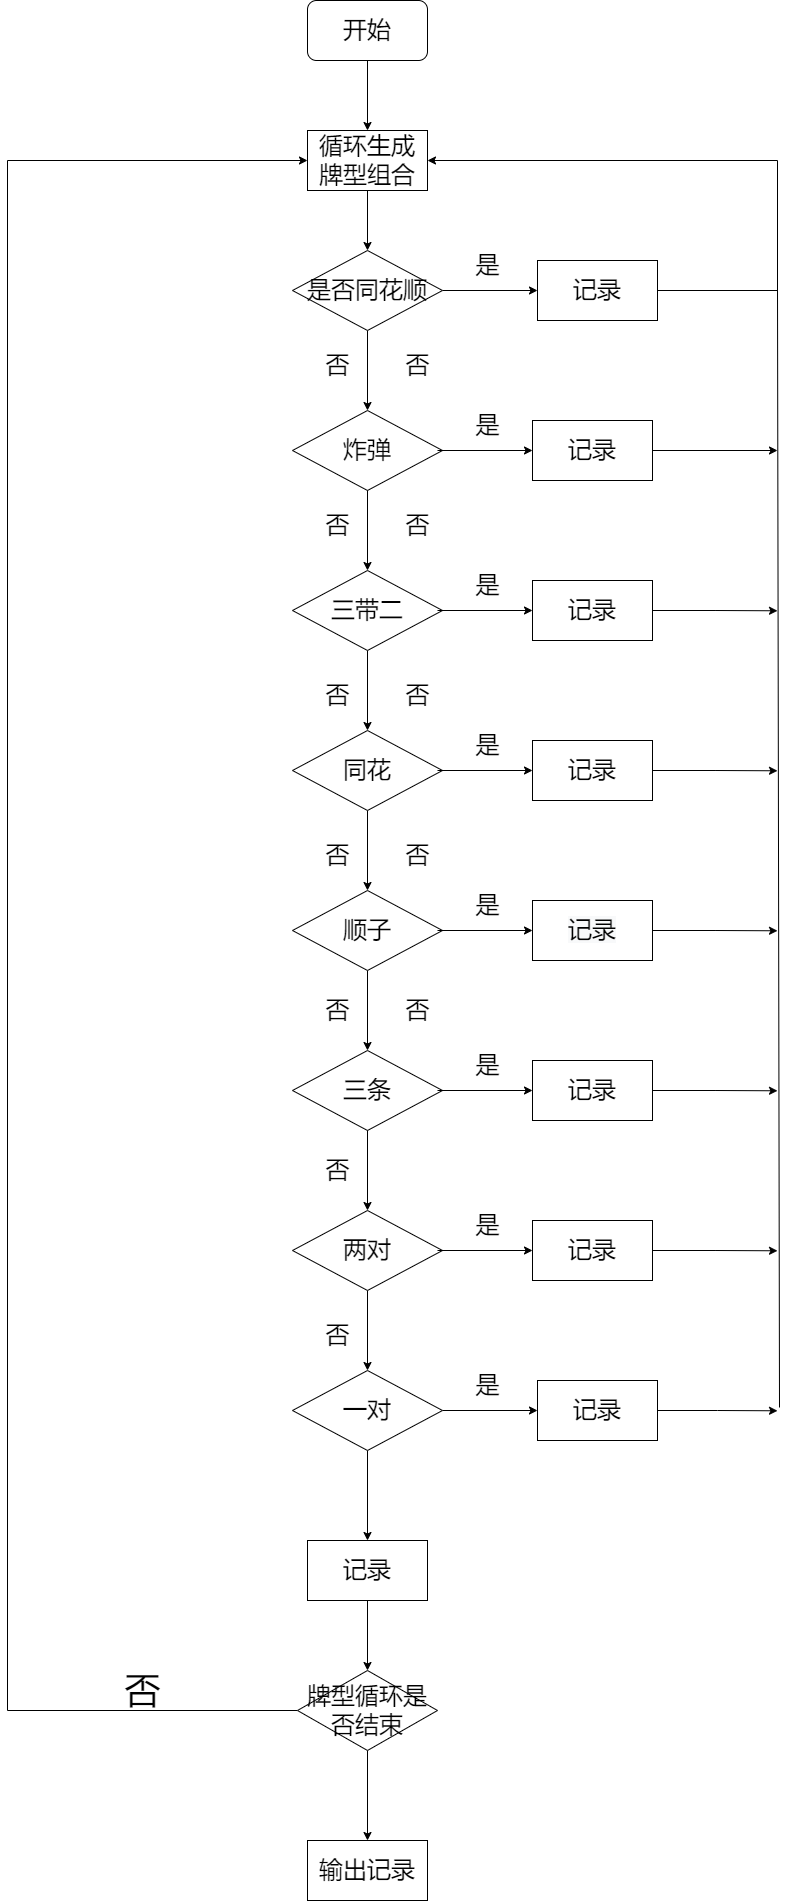 开始
循环生成
牌型组合
是
是否同花顺
记录
否
否
是
炸弹
记录
否
否
是
三带二
记录
否
否
是
同花
记录
否
否
是
顺子
记录
否
否
是
三条
记录
否
是
两对
记录
否
是
一对
记录
记录
否
牌型循环是
否结束
输出记录